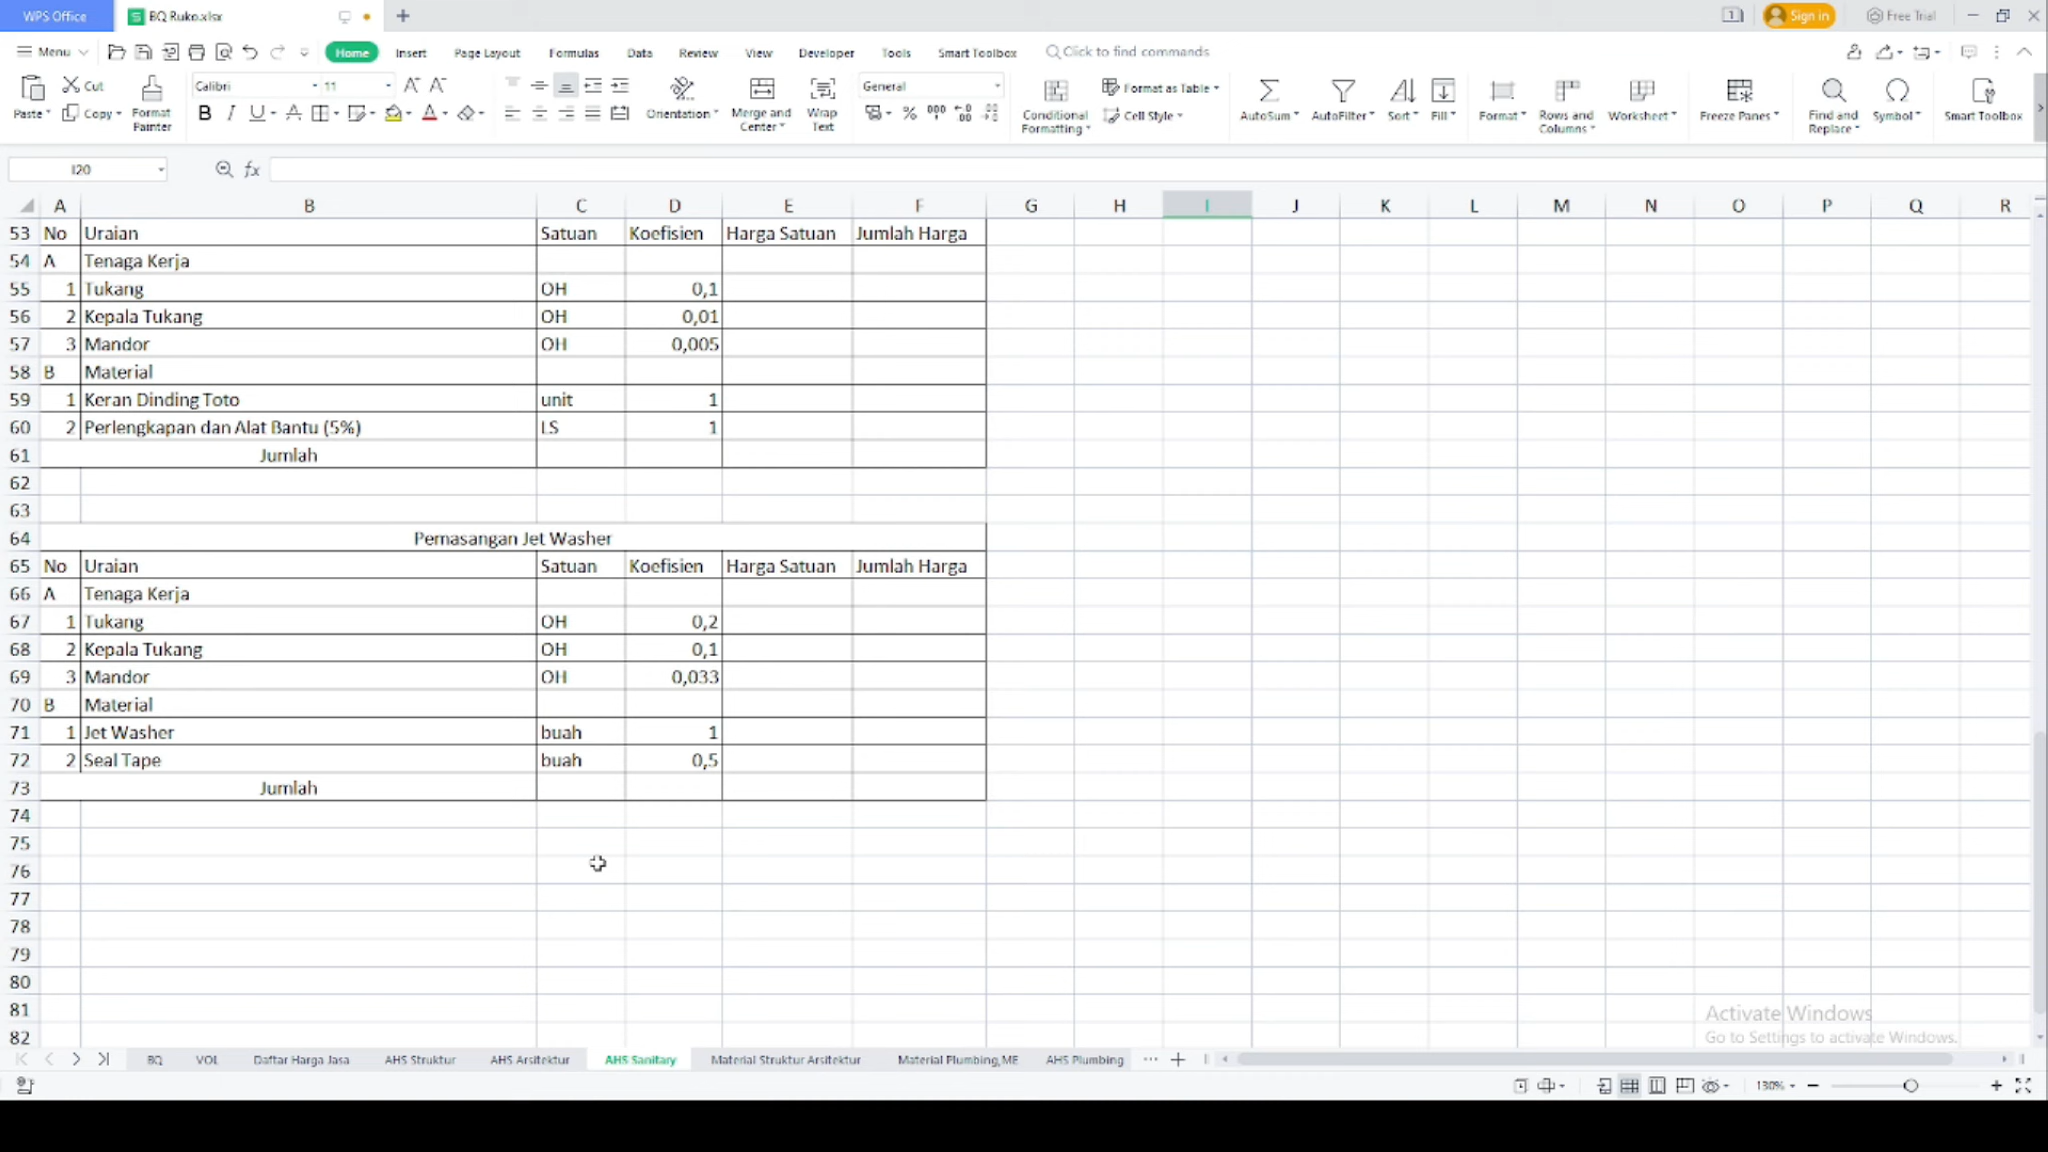 WPS Office BQ Ruko.xlsx 1 Sign in Free Trial
Menu Home Insert Page Layout Formulas Data Review View Developer Tools Smart Toolbox Click to find commands
Paste Cut Copy Format Painter Calibri 11 Orientation Merge and Center Wrap Text General Conditional Formatting Format as Table Cell Style AutoSum AutoFilter Sort Fill Format Rows and Columns Worksheet Freeze Panes Find and Replace Symbol Smart Toolbox
I20 fx
A B C D E F G H I J K L M N O P Q R
53 No Uraian Satuan Koefisien Harga Satuan Jumlah Harga
54 A Tenaga Kerja
55 1 Tukang OH 0,1
56 2 Kepala Tukang OH 0,01
57 3 Mandor OH 0,005
58 B Material
59 1 Keran Dinding Toto unit 1
60 2 Perlengkapan dan Alat Bantu (5%) LS 1
61 Jumlah
62
63
64 Pemasangan Jet Washer
65 No Uraian Satuan Koefisien Harga Satuan Jumlah Harga
66 A Tenaga Kerja
67 1 Tukang OH 0,2
68 2 Kepala Tukang OH 0,1
69 3 Mandor OH 0,033
70 B Material
71 1 Jet Washer buah 1
72 2 Seal Tape buah 0,5
73 Jumlah
74
75
76
77
78
79
80
81
82
Activate Windows
Go to Settings to activate Windows.
BQ VOL Daftar Harga Jasa AHS Struktur AHS Arsitektur AHS Sanitary Material Struktur Arsitektur Material Plumbing,ME AHS Plumbing ...
130%